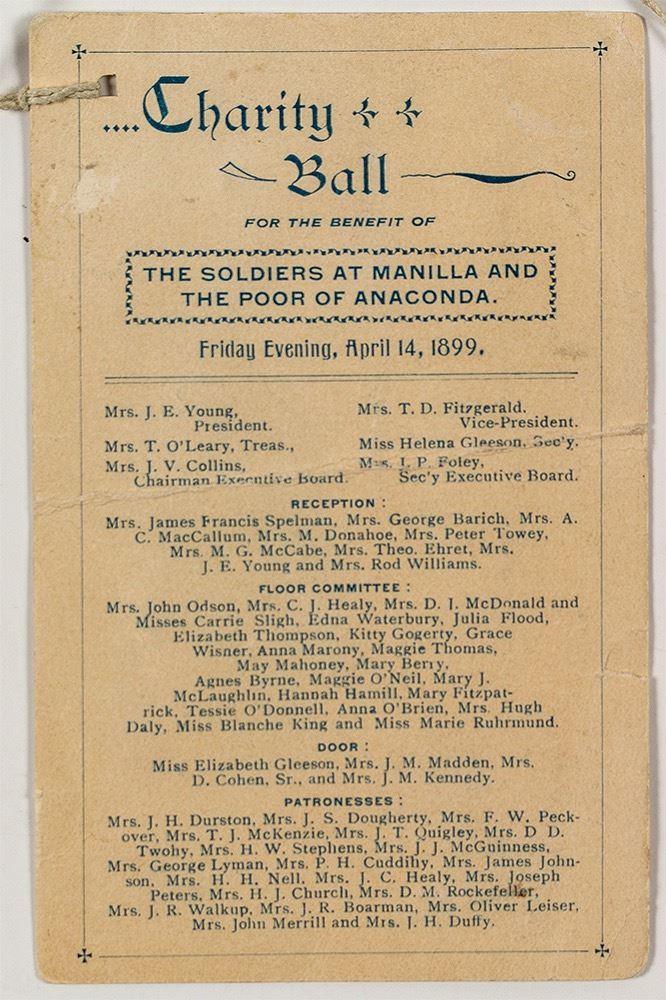 ....Charity
Ball
FOR THE BENEFIT OF
THE SOLDIERS AT MANILLA AND
THE POOR OF ANACONDA.
Friday Evening, April 14, 1899.
Mrs. J. E. Young,
President.
Mrs. T. D. Fitzgerald.
Vice-President.
Mrs. T. O'Leary, Treas.,
Miss Helena Gleeson, Sec'y.
Mrs. J. V. Collins,
Chairman Executive Board.
Mrs. I. P. Foley,
Sec'y Executive Board.
RECEPTION :
Mrs. James Francis Spelman, Mrs. George Barich, Mrs. A.
C. MacCallum, Mrs. M. Donahoe, Mrs. Peter Towey,
Mrs. M. G. McCabe, Mrs. Theo. Ehret, Mrs.
J. E. Young and Mrs. Rod Williams.
FLOOR COMMITTEE :
Mrs. John Odson, Mrs. C. J. Healy, Mrs. D. J. McDonald and
Misses Carrie Sligh, Edna Waterbury, Julia Flood,
Elizabeth Thompson, Kitty Gogerty, Grace
Wisner, Anna Marony, Maggie Thomas,
May Mahoney, Mary Berry,
Agnes Byrne, Maggie O'Neil, Mary J.
McLaughlin, Hannah Hamill, Mary Fitzpat-
rick, Tessie O'Donnell, Anna O'Brien, Mrs. Hugh
Daly, Miss Blanche King and Miss Marie Ruhrmund.
DOOR :
Miss Elizabeth Gleeson, Mrs. J. M. Madden, Mrs.
D. Cohen, Sr., and Mrs. J. M. Kennedy.
PATRONESSES :
Mrs. J. H. Durston, Mrs. J. S. Dougherty, Mrs. F. W. Peck-
over, Mrs. T. J. McKenzie, Mrs. J. T. Quigley, Mrs. D D.
Twohy, Mrs. H. W. Stephens, Mrs. J. J. McGuinness,
Mrs. George Lyman, Mrs. P. H. Cuddihy, Mrs. James John-
son, Mrs. H. H. Nell, Mrs. J. C. Healy, Mrs. Joseph
Peters, Mrs. H. J. Church, Mrs. D. M. Rockefeller,
Mrs. J. R. Walkup, Mrs. J. R. Boarman, Mrs. Oliver Leiser,
Mrs. John Merrill and Mrs. J. H. Duffy.